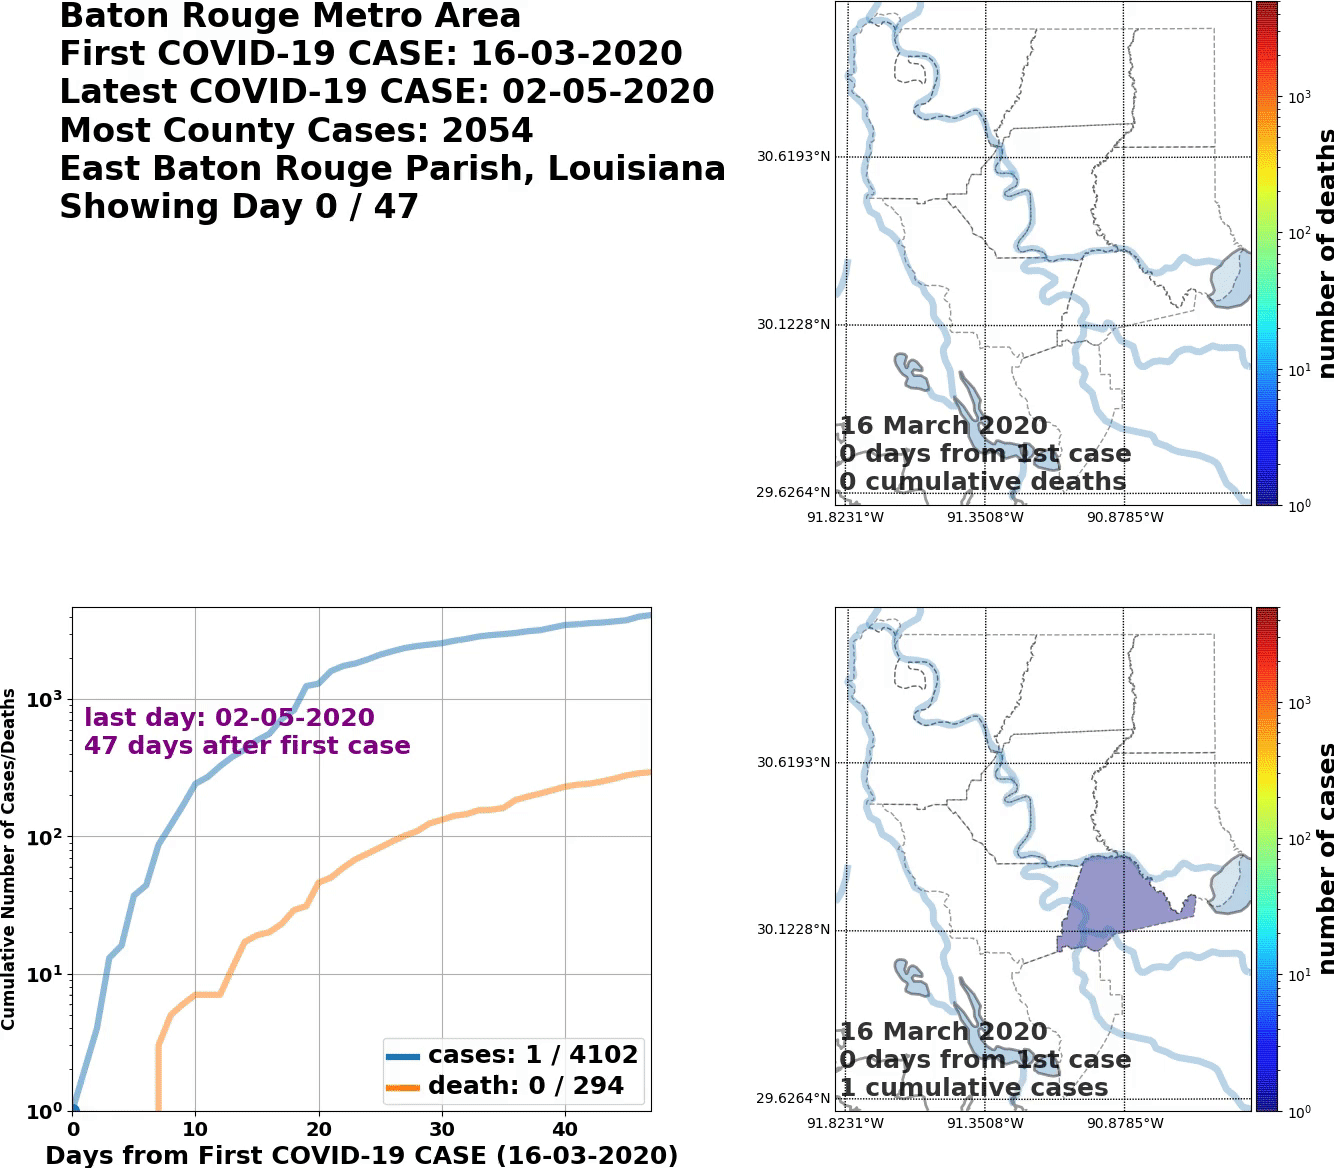 Baton Rouge Metro Area
First COVID-19 CASE: 16-03-2020
Latest COVID-19 CASE: 02-05-2020
Most County Cases: 2054
East Baton Rouge Parish, Louisiana
Showing Day 0 / 47
30.6193°N
30.1228°N
29.6264°N
91.8231°W 91.3508°W 90.8785°W
16 March 2020
0 days from 1st case
0 cumulative deaths
10³
10²
10¹
10⁰
number of deaths
Cumulative Number of Cases/Deaths
10³
10²
10¹
10⁰
last day: 02-05-2020
47 days after first case
cases: 1 / 4102
death: 0 / 294
0 10 20 30 40
Days from First COVID-19 CASE (16-03-2020)
30.6193°N
30.1228°N
29.6264°N
91.8231°W 91.3508°W 90.8785°W
16 March 2020
0 days from 1st case
1 cumulative cases
10³
10²
10¹
10⁰
number of cases